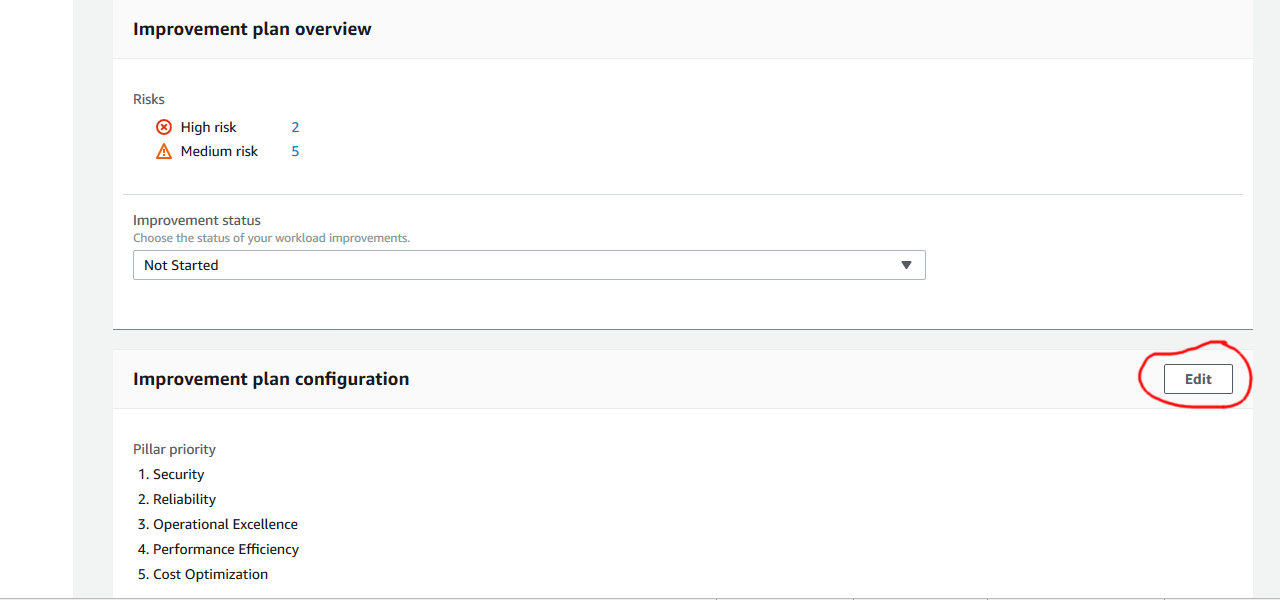 Improvement plan overview
Risks
High risk 2
Medium risk 5
Improvement status
Choose the status of your workload improvements.
Not Started
Improvement plan configuration
Edit
Pillar priority
1. Security
2. Reliability
3. Operational Excellence
4. Performance Efficiency
5. Cost Optimization